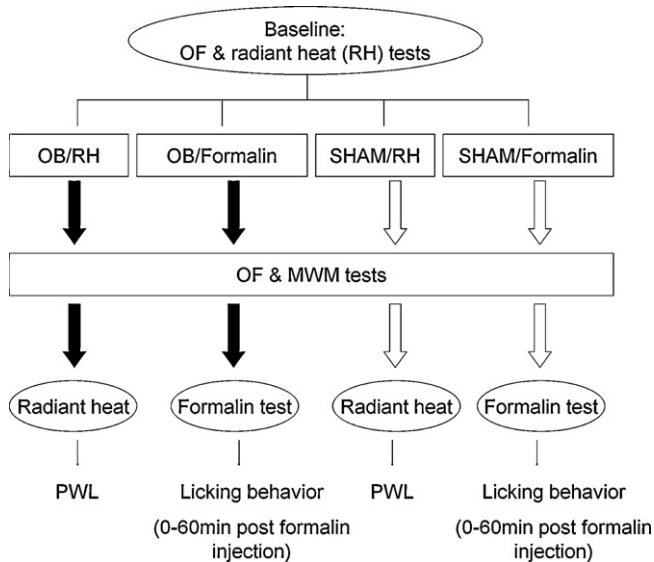 Baseline:
OF & radiant heat (RH) tests
OB/RH
OB/Formalin
SHAM/RH
SHAM/Formalin
OF & MWM tests
Radiant heat
Formalin test
Radiant heat
Formalin test
PWL
Licking behavior
(0-60min post formalin
injection)
PWL
Licking behavior
(0-60min post formalin
injection)